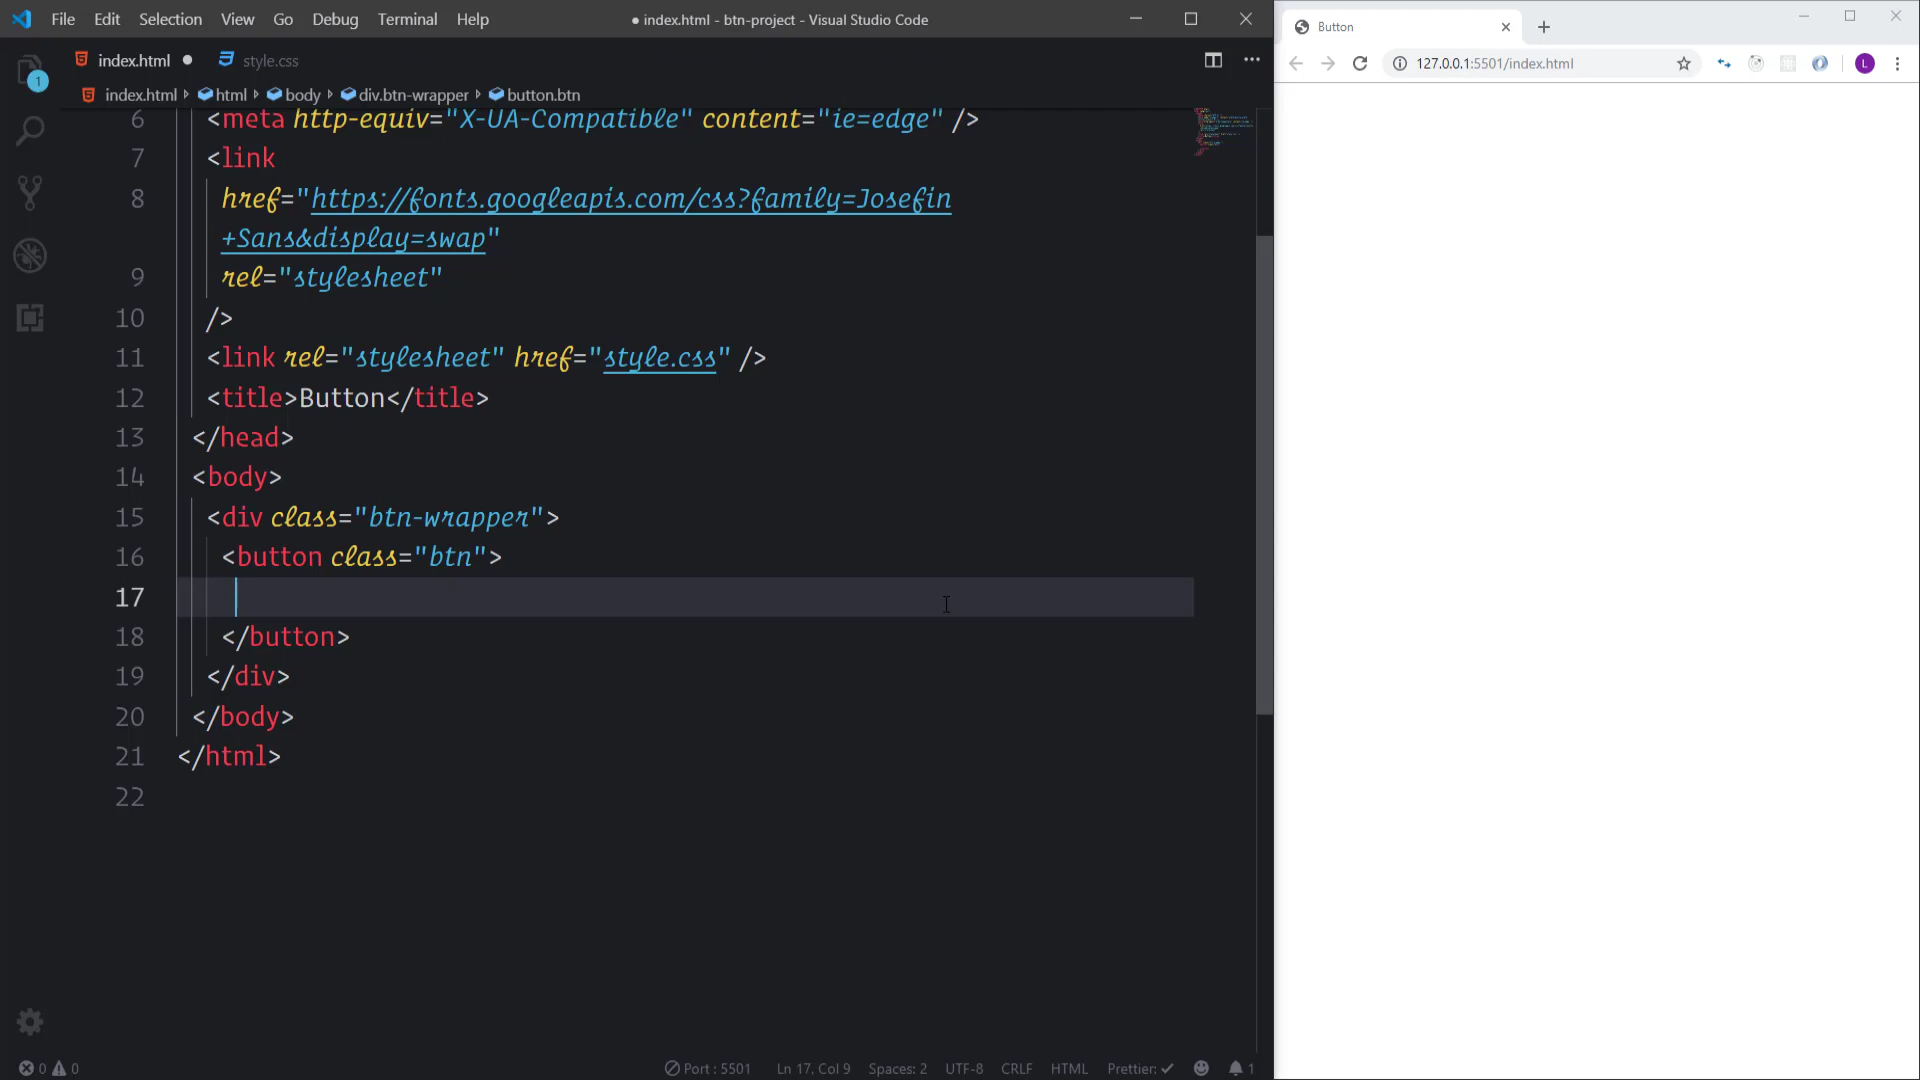 File Edit Selection View Go Debug Terminal Help
● index.html - btn-project - Visual Studio Code
index.html ●
style.css
index.html › html › body › div.btn-wrapper › button.btn
1
6 <meta http-equiv="X-UA-Compatible" content="ie=edge" />
7 <link
8 href="https://fonts.googleapis.com/css?family=Josefin
+Sans&display=swap"
9 rel="stylesheet"
10 />
11 <link rel="stylesheet" href="style.css" />
12 <title>Button</title>
13 </head>
14 <body>
15 <div class="btn-wrapper">
16 <button class="btn">
17
18 </button>
19 </div>
20 </body>
21 </html>
22
0 0
Port : 5501
Ln 17, Col 9
Spaces: 2
UTF-8
CRLF
HTML
Prettier: ✓
1
Button
127.0.0.1:5501/index.html
L